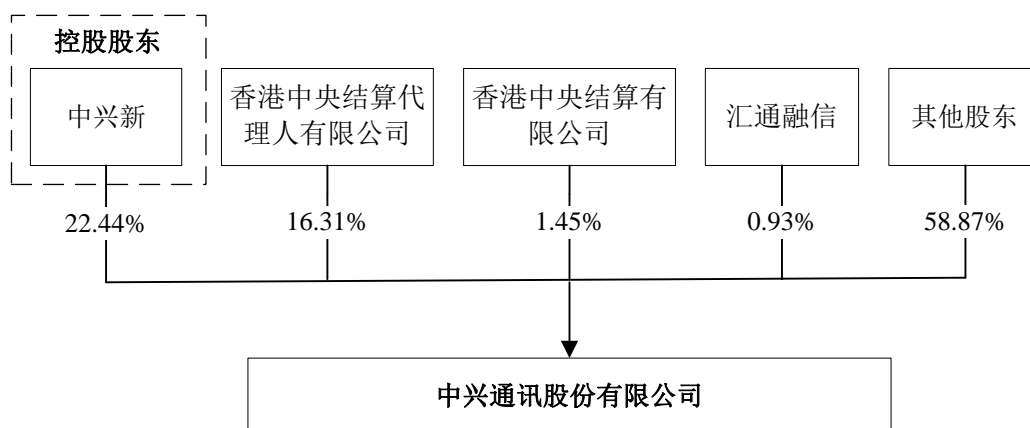 控股股东
中兴新
香港中央结算代
理人有限公司
香港中央结算有
限公司
汇通融信
其他股东
22.44%
16.31%
1.45%
0.93%
58.87%
中兴通讯股份有限公司